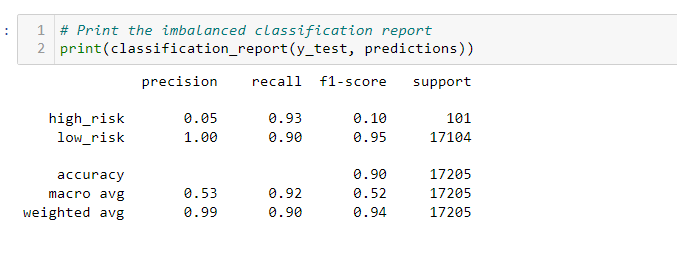 : 1 # Print the imbalanced classification report
2 print(classification_report(y_test, predictions))
precision recall f1-score support
high_risk 0.05 0.93 0.10 101
low_risk 1.00 0.90 0.95 17104
accuracy 0.90 17205
macro avg 0.53 0.92 0.52 17205
weighted avg 0.99 0.90 0.94 17205